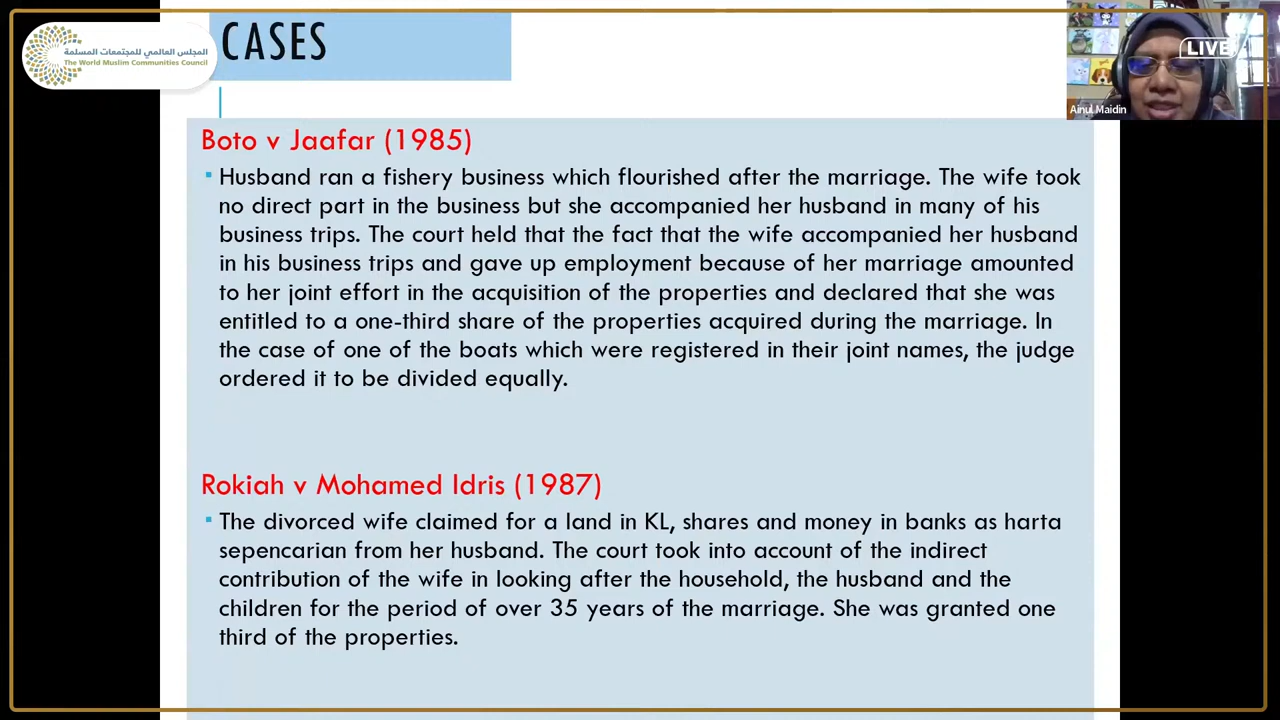 المجلس العالمي للمجتمعات المسلمة
The World Muslim Communities Council
CASES
LIVE
Ainul Maidin
Boto v Jaafar (1985)
Husband ran a fishery business which flourished after the marriage. The wife took
no direct part in the business but she accompanied her husband in many of his
business trips. The court held that the fact that the wife accompanied her husband
in his business trips and gave up employment because of her marriage amounted
to her joint effort in the acquisition of the properties and declared that she was
entitled to a one-third share of the properties acquired during the marriage. In
the case of one of the boats which were registered in their joint names, the judge
ordered it to be divided equally.
Rokiah v Mohamed Idris (1987)
The divorced wife claimed for a land in KL, shares and money in banks as harta
sepencarian from her husband. The court took into account of the indirect
contribution of the wife in looking after the household, the husband and the
children for the period of over 35 years of the marriage. She was granted one
third of the properties.